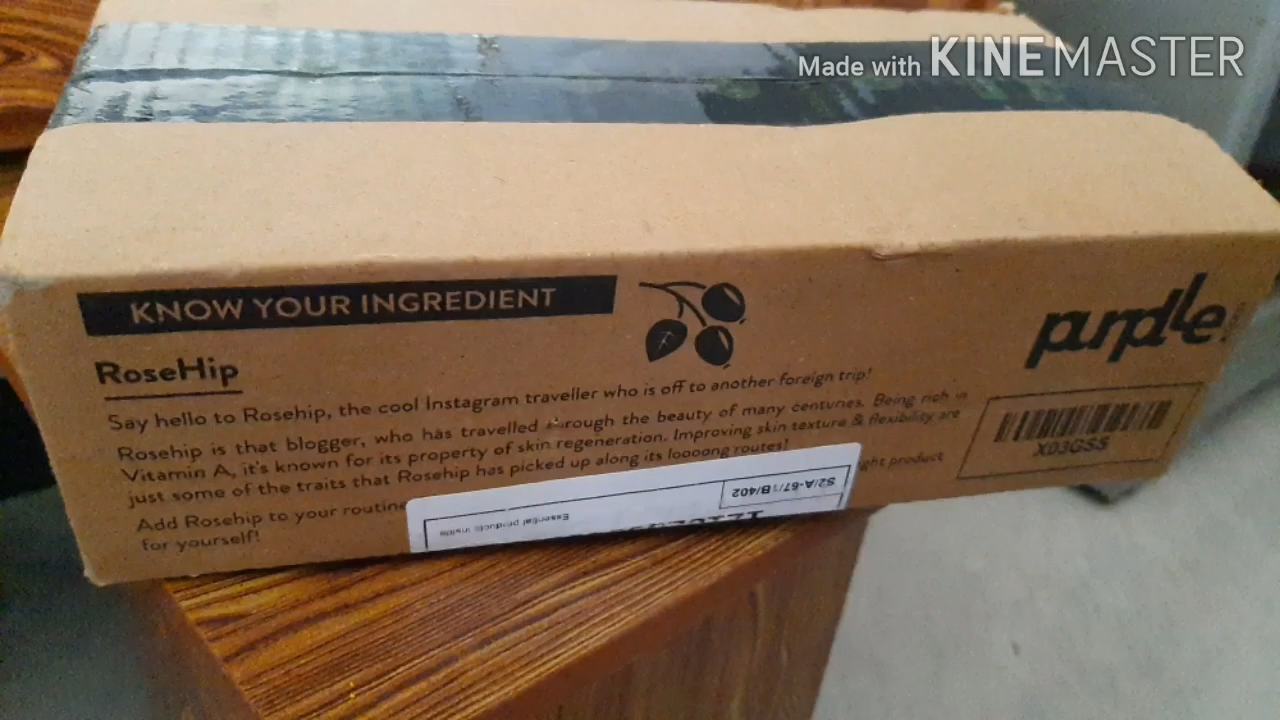 Made with KINEMASTER
KNOW YOUR INGREDIENT
RoseHip
Say hello to Rosehip, the cool Instagram traveller who is off to another foreign trip!
Rosehip is that blogger, who has travelled through the beauty of many centuries. Being rich in
Vitamin A, it's known for its property of skin regeneration. Improving skin texture & flexibility are
just some of the traits that Rosehip has picked up along its loooong routes!
Add Rosehip to your routine
product
for yourself!
purplle
X03GSS
S2/A-67/1B/402
Essential products inside